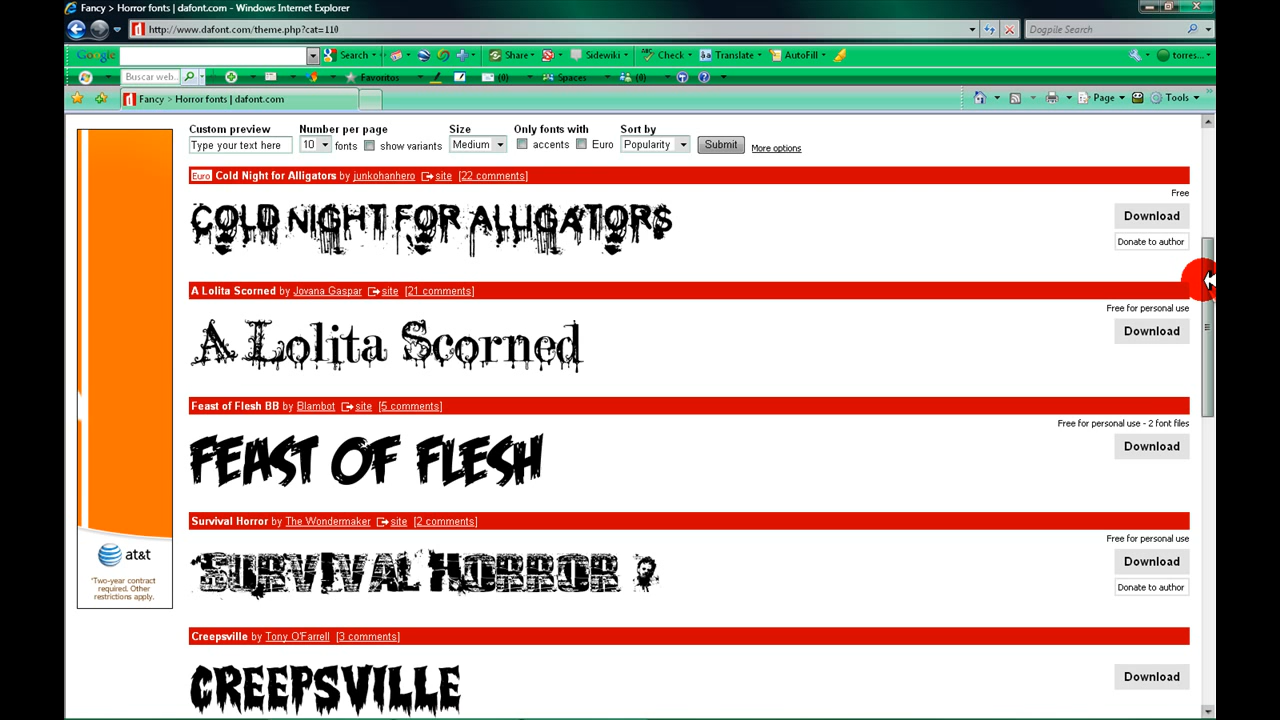 Fancy > Horror fonts | dafont.com - Windows Internet Explorer
http://www.dafont.com/theme.php?cat=110
Dogpile Search
Google
Search
Share
Sidewiki
Check
Translate
AutoFill
torres...
Buscar web...
Favoritos
(0)
Spaces
(0)
Fancy > Horror fonts | dafont.com
Page
Tools
Custom preview
Number per page
Size
Only fonts with
Sort by
Type your text here
10
fonts
show variants
Medium
accents
Euro
Popularity
Submit
More options
Euro Cold Night for Alligators by junkohanhero site [22 comments]
Free
COLD NIGHT FOR ALLIGATORS
Download
Donate to author
A Lolita Scorned by Jovana Gaspar site [21 comments]
Free for personal use
A Lolita Scorned
Download
Feast of Flesh BB by Blambot site [5 comments]
Free for personal use - 2 font files
FEAST OF FLESH
Download
Survival Horror by The Wondermaker site [2 comments]
Free for personal use
SURVIVAL HORROR
Download
Donate to author
Creepsville by Tony O'Farrell [3 comments]
CREEPSVILLE
Download
at&t
*Two-year contract
required. Other
restrictions apply.